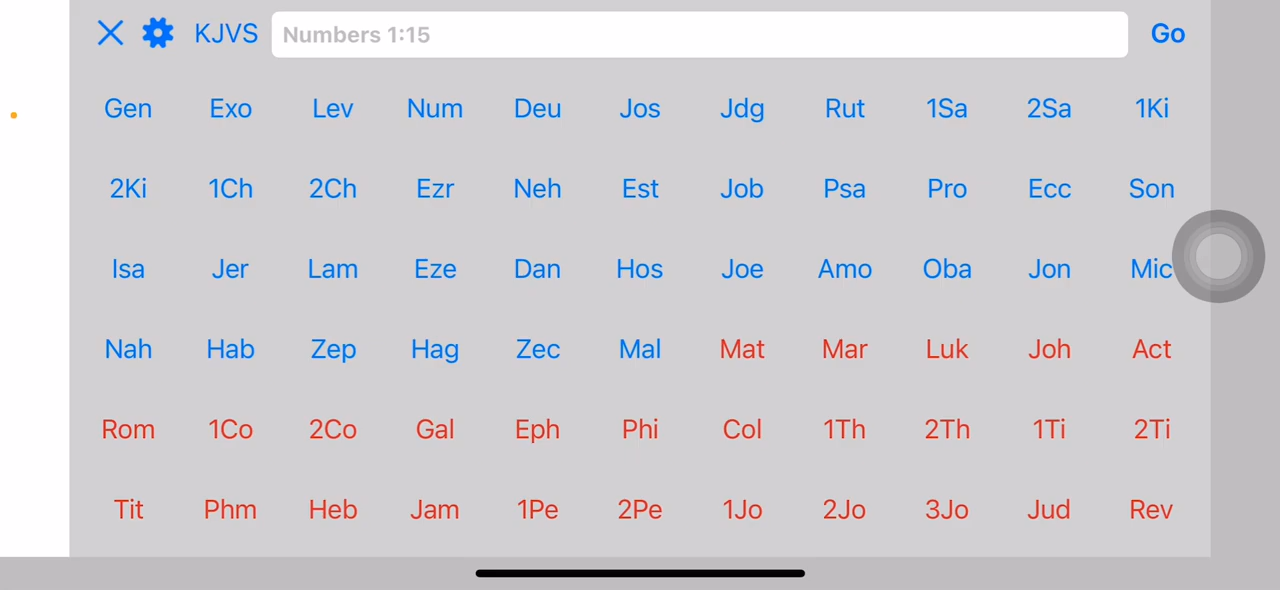 KJVS Numbers 1:15 Go
Gen Exo Lev Num Deu Jos Jdg Rut 1Sa 2Sa 1Ki
2Ki 1Ch 2Ch Ezr Neh Est Job Psa Pro Ecc Son
Isa Jer Lam Eze Dan Hos Joe Amo Oba Jon Mic
Nah Hab Zep Hag Zec Mal Mat Mar Luk Joh Act
Rom 1Co 2Co Gal Eph Phi Col 1Th 2Th 1Ti 2Ti
Tit Phm Heb Jam 1Pe 2Pe 1Jo 2Jo 3Jo Jud Rev